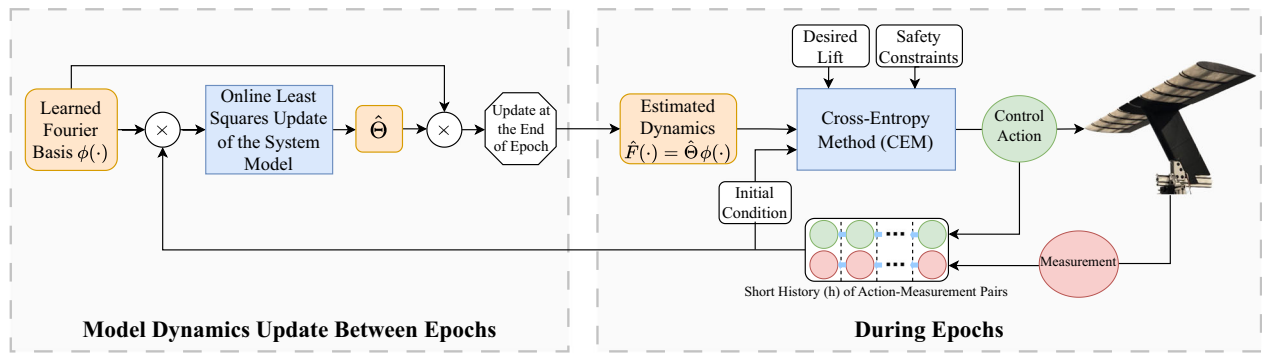 Learned
Fourier
Basis ϕ(·)
×
Online Least
Squares Update
of the System
Model
Θ̂
×
Update at
the End
of Epoch
Model Dynamics Update Between Epochs
Desired
Lift
Safety
Constraints
Estimated
Dynamics
F̂(·) = Θ̂ϕ(·)
Cross-Entropy
Method (CEM)
Control
Action
Initial
Condition
Measurement
Short History (h) of Action-Measurement Pairs
During Epochs